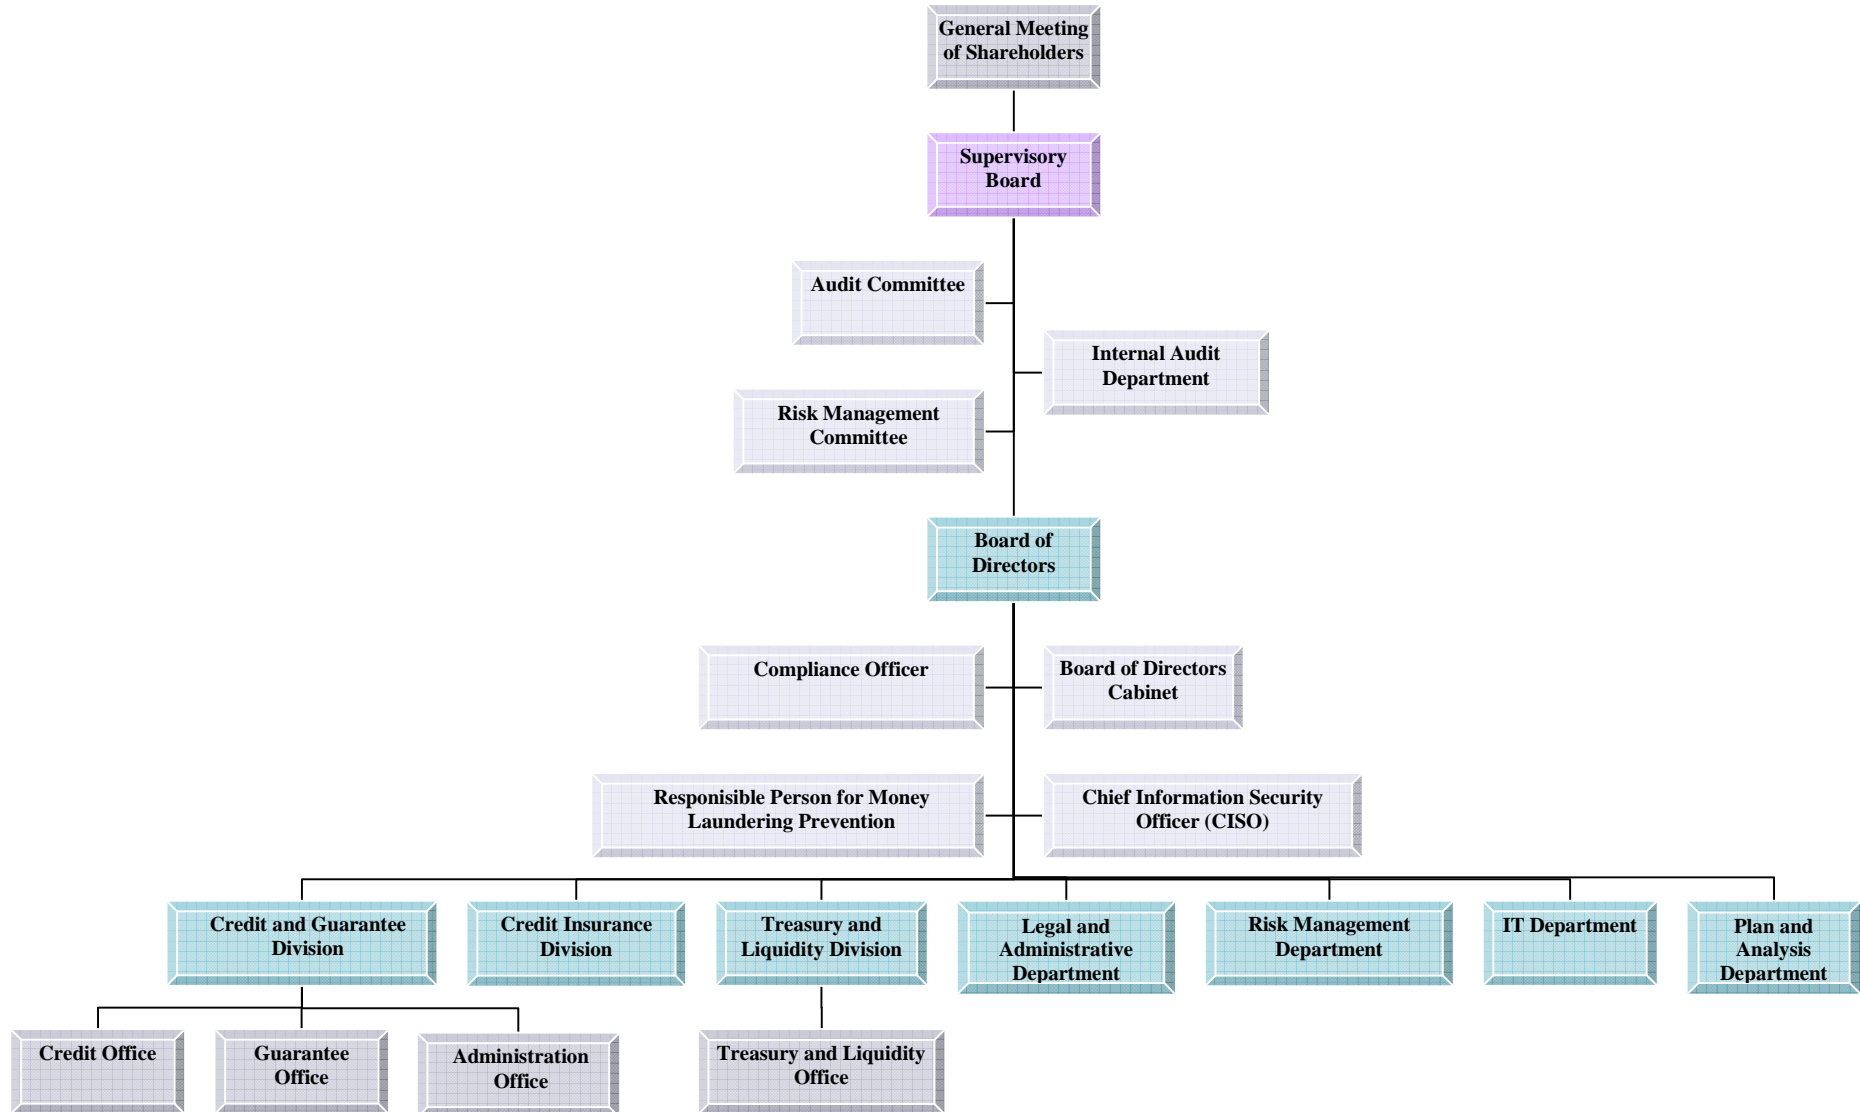 General Meeting
of Shareholders
Supervisory
Board
Audit Committee
Internal Audit
Department
Risk Management
Committee
Board of
Directors
Compliance Officer
Board of Directors
Cabinet
Responisible Person for Money
Laundering Prevention
Chief Information Security
Officer (CISO)
Credit and Guarantee
Division
Credit Insurance
Division
Treasury and
Liquidity Division
Legal and
Administrative
Department
Risk Management
Department
IT Department
Plan and
Analysis
Department
Credit Office
Guarantee
Office
Administration
Office
Treasury and Liquidity
Office